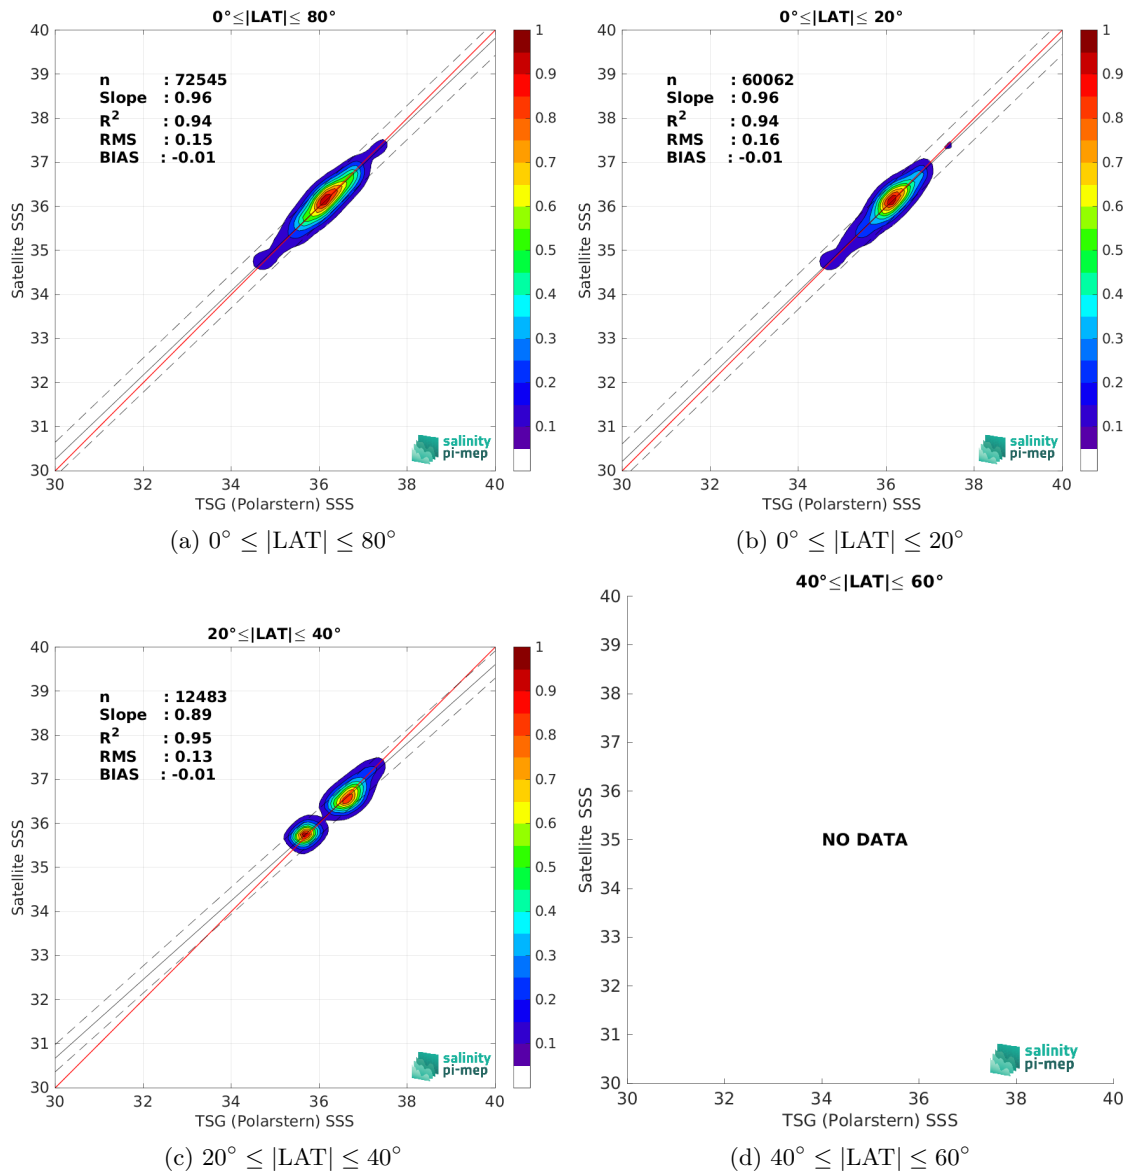 0°≤|LAT|≤ 80°
40
39
38
37
36
35
34
33
32
31
30
n : 72545
Slope : 0.96
R² : 0.94
RMS : 0.15
BIAS : -0.01
1
0.9
0.8
0.7
0.6
0.5
0.4
0.3
0.2
0.1
Satellite SSS
salinity
pi-mep
30 32 34 36 38 40
TSG (Polarstern) SSS
(a) 0° ≤ |LAT| ≤ 80°
0°≤|LAT|≤ 20°
40
39
38
37
36
35
34
33
32
31
30
n : 60062
Slope : 0.96
R² : 0.94
RMS : 0.16
BIAS : -0.01
1
0.9
0.8
0.7
0.6
0.5
0.4
0.3
0.2
0.1
Satellite SSS
salinity
pi-mep
30 32 34 36 38 40
TSG (Polarstern) SSS
(b) 0° ≤ |LAT| ≤ 20°
20°≤|LAT|≤ 40°
40
39
38
37
36
35
34
33
32
31
30
n : 12483
Slope : 0.89
R² : 0.95
RMS : 0.13
BIAS : -0.01
1
0.9
0.8
0.7
0.6
0.5
0.4
0.3
0.2
0.1
Satellite SSS
salinity
pi-mep
30 32 34 36 38 40
TSG (Polarstern) SSS
(c) 20° ≤ |LAT| ≤ 40°
40°≤|LAT|≤ 60°
40
39
38
37
36
35
34
33
32
31
30
NO DATA
Satellite SSS
salinity
pi-mep
30 32 34 36 38 40
TSG (Polarstern) SSS
(d) 40° ≤ |LAT| ≤ 60°